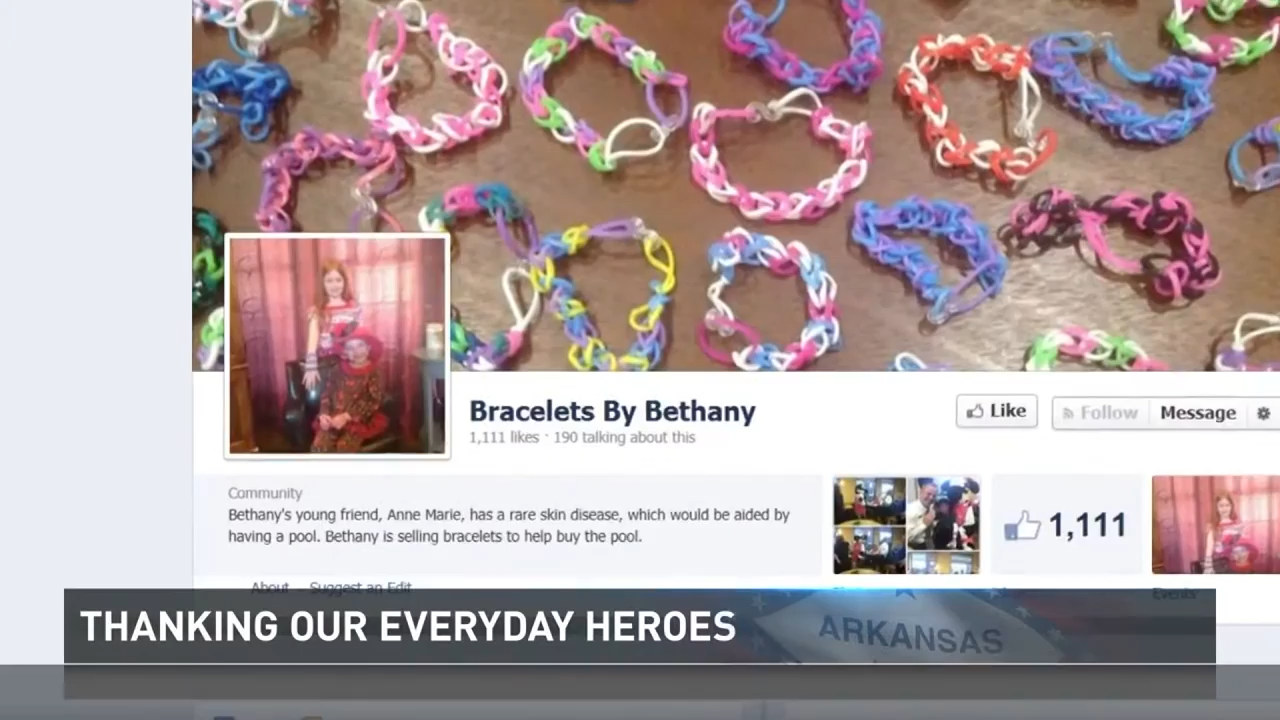 Bracelets By Bethany
1,111 likes · 190 talking about this
Like
Follow
Message
Community
Bethany's young friend, Anne Marie, has a rare skin disease, which would be aided by
having a pool. Bethany is selling bracelets to help buy the pool.
1,111
About – Suggest an Edit
Events
THANKING OUR EVERYDAY HEROES
ARKANSAS